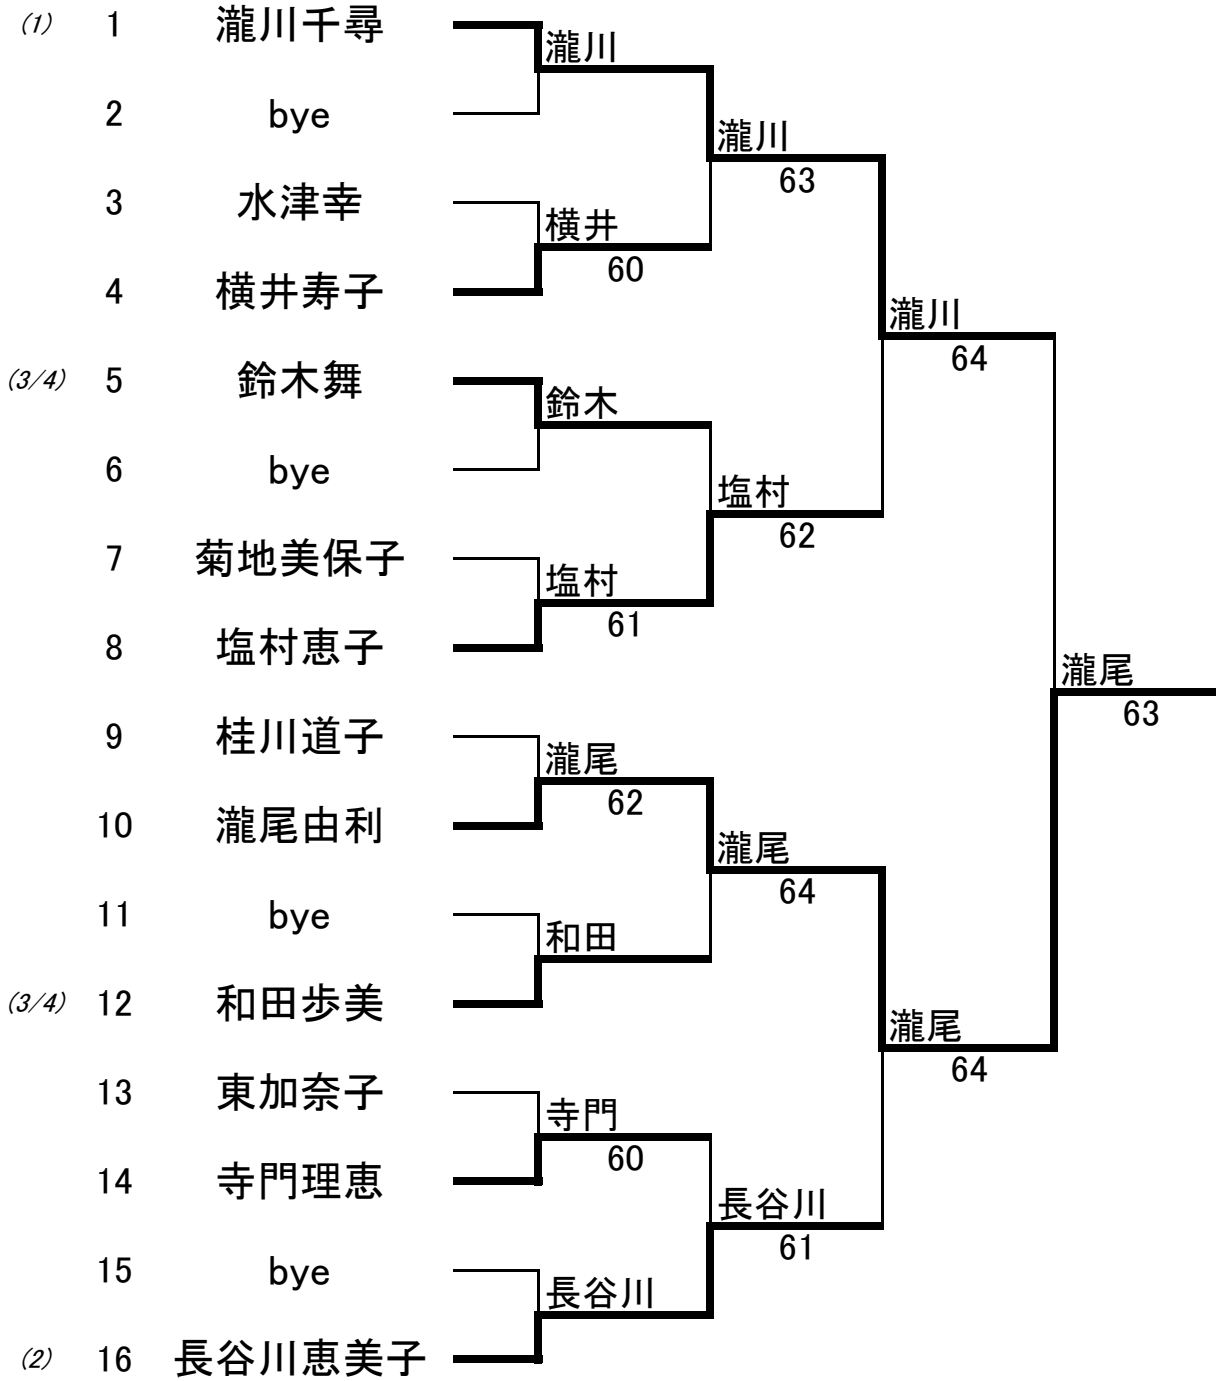 (1) 1 瀧川千尋
瀧川
2 bye
瀧川
63
3 水津幸
横井
60
4 横井寿子
瀧川
64
(3/4) 5 鈴木舞
鈴木
6 bye
塩村
62
7 菊地美保子
塩村
61
8 塩村恵子
瀧尾
63
9 桂川道子
瀧尾
62
10 瀧尾由利
瀧尾
64
11 bye
和田
(3/4) 12 和田歩美
瀧尾
64
13 東加奈子
寺門
60
14 寺門理恵
長谷川
61
15 bye
長谷川
(2) 16 長谷川恵美子